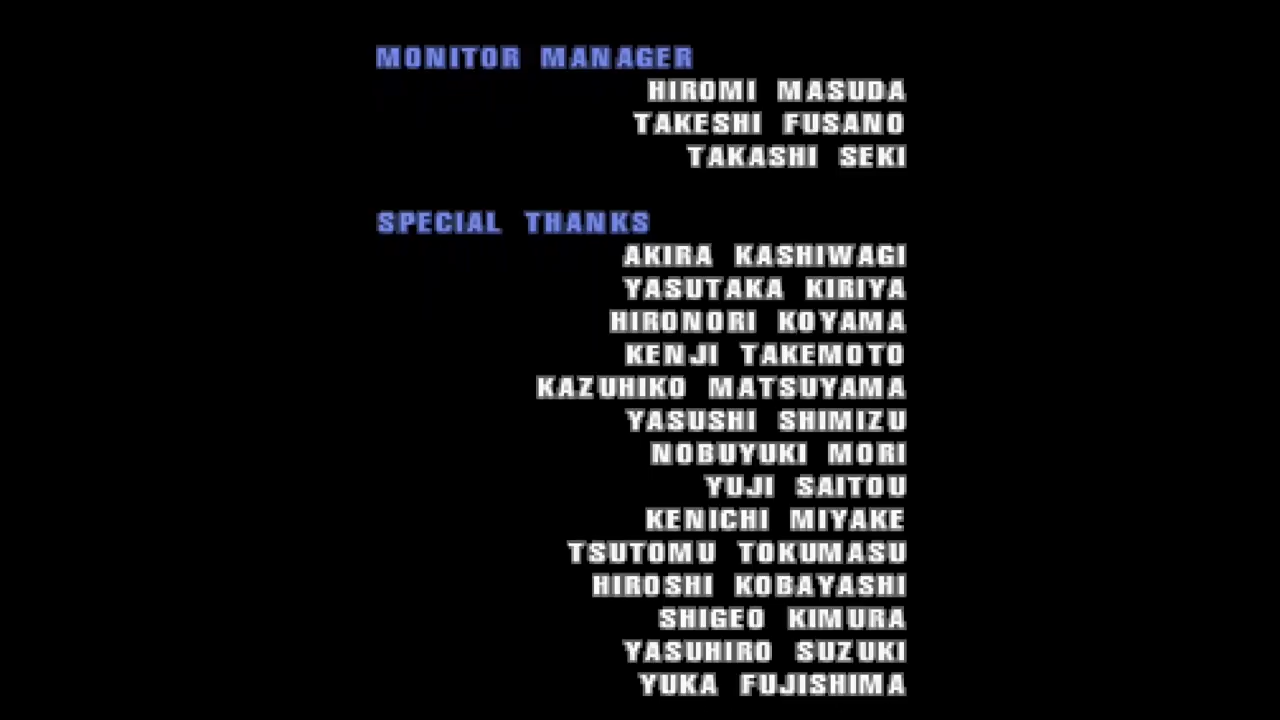 MONITOR MANAGER
HIROMI MASUDA
TAKESHI FUSANO
TAKASHI SEKI
SPECIAL THANKS
AKIRA KASHIWAGI
YASUTAKA KIRIYA
HIRONORI KOYAMA
KENJI TAKEMOTO
KAZUHIKO MATSUYAMA
YASUSHI SHIMIZU
NOBUYUKI MORI
YUJI SAITOU
KENICHI MIYAKE
TSUTOMU TOKUMASU
HIROSHI KOBAYASHI
SHIGEO KIMURA
YASUHIRO SUZUKI
YUKA FUJISHIMA